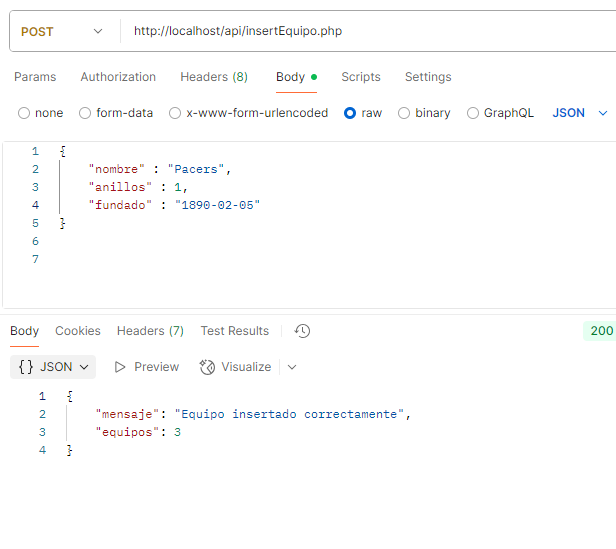 POST http://localhost/api/insertEquipo.php
Params Authorization Headers (8) Body Scripts Settings
none form-data x-www-form-urlencoded raw binary GraphQL JSON
1 {
2 "nombre" : "Pacers",
3 "anillos" : 1,
4 "fundado" : "1890-02-05"
5 }
6
7
Body Cookies Headers (7) Test Results 200
{} JSON Preview Visualize
1 {
2 "mensaje": "Equipo insertado correctamente",
3 "equipos": 3
4 }